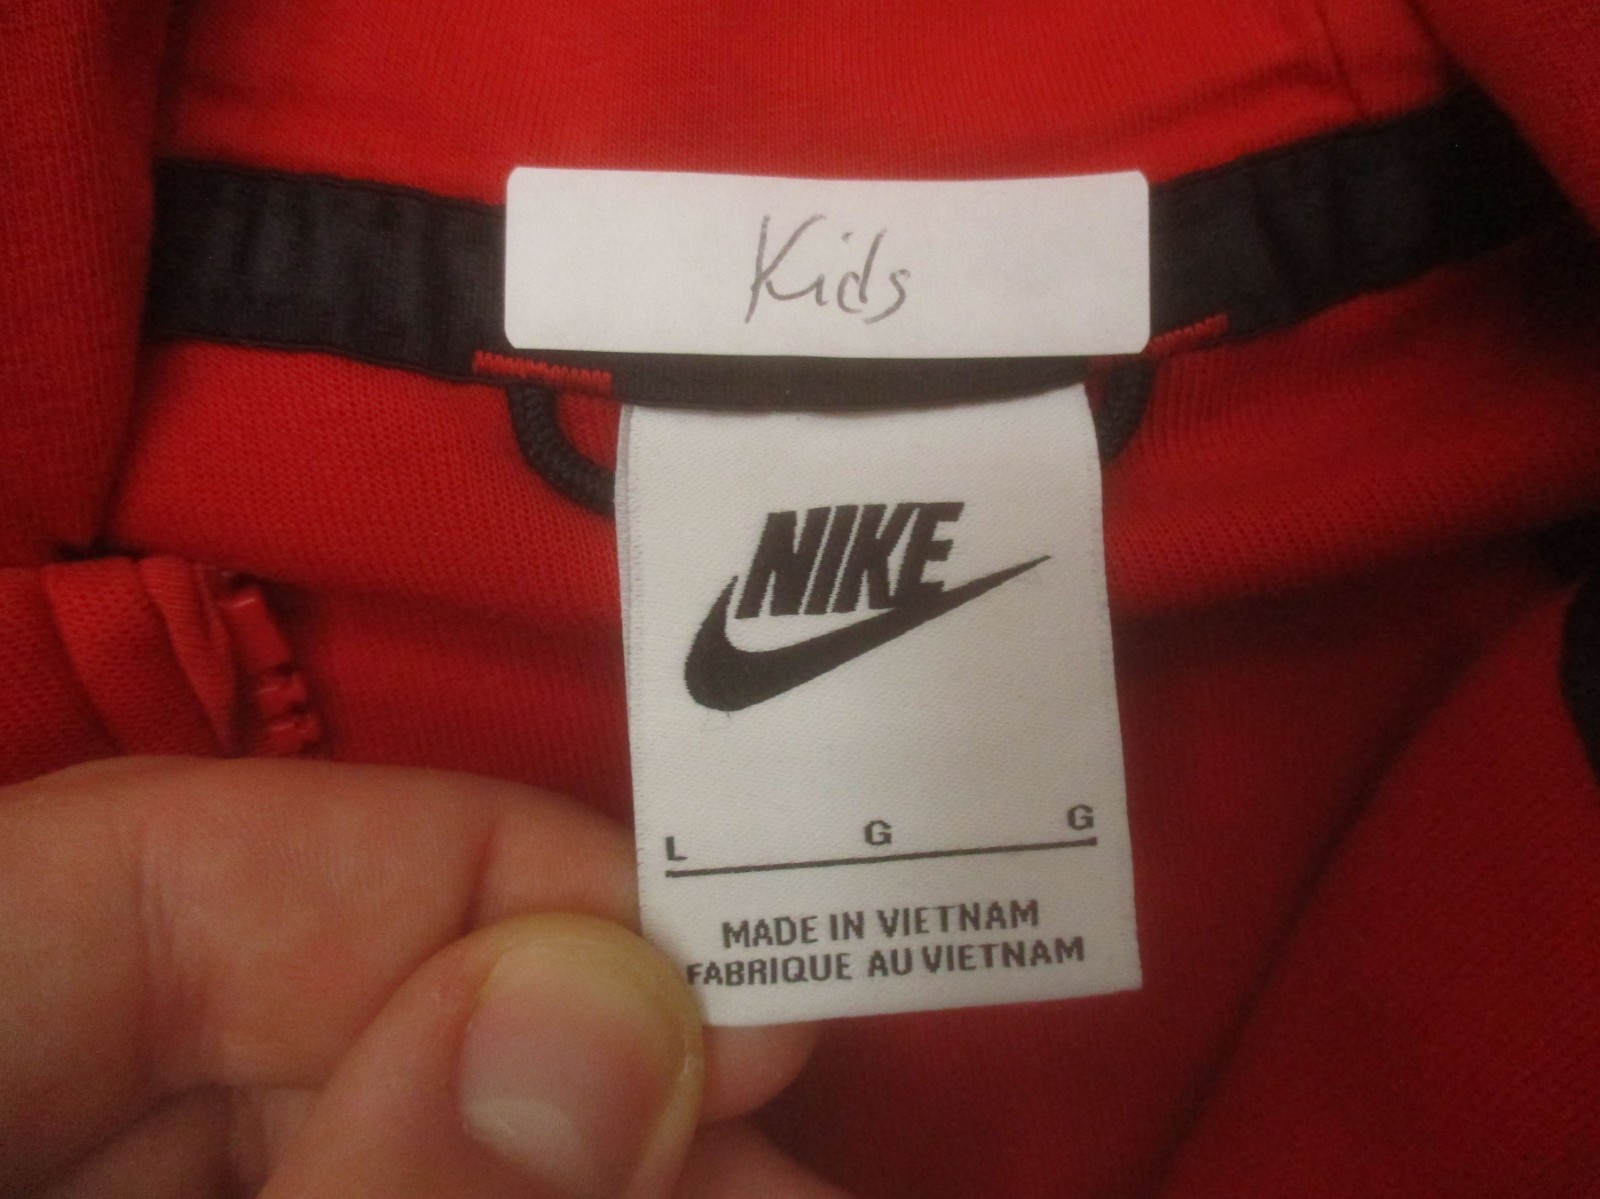 Kids
NIKE
L G G
MADE IN VIETNAM
FABRIQUE AU VIETNAM